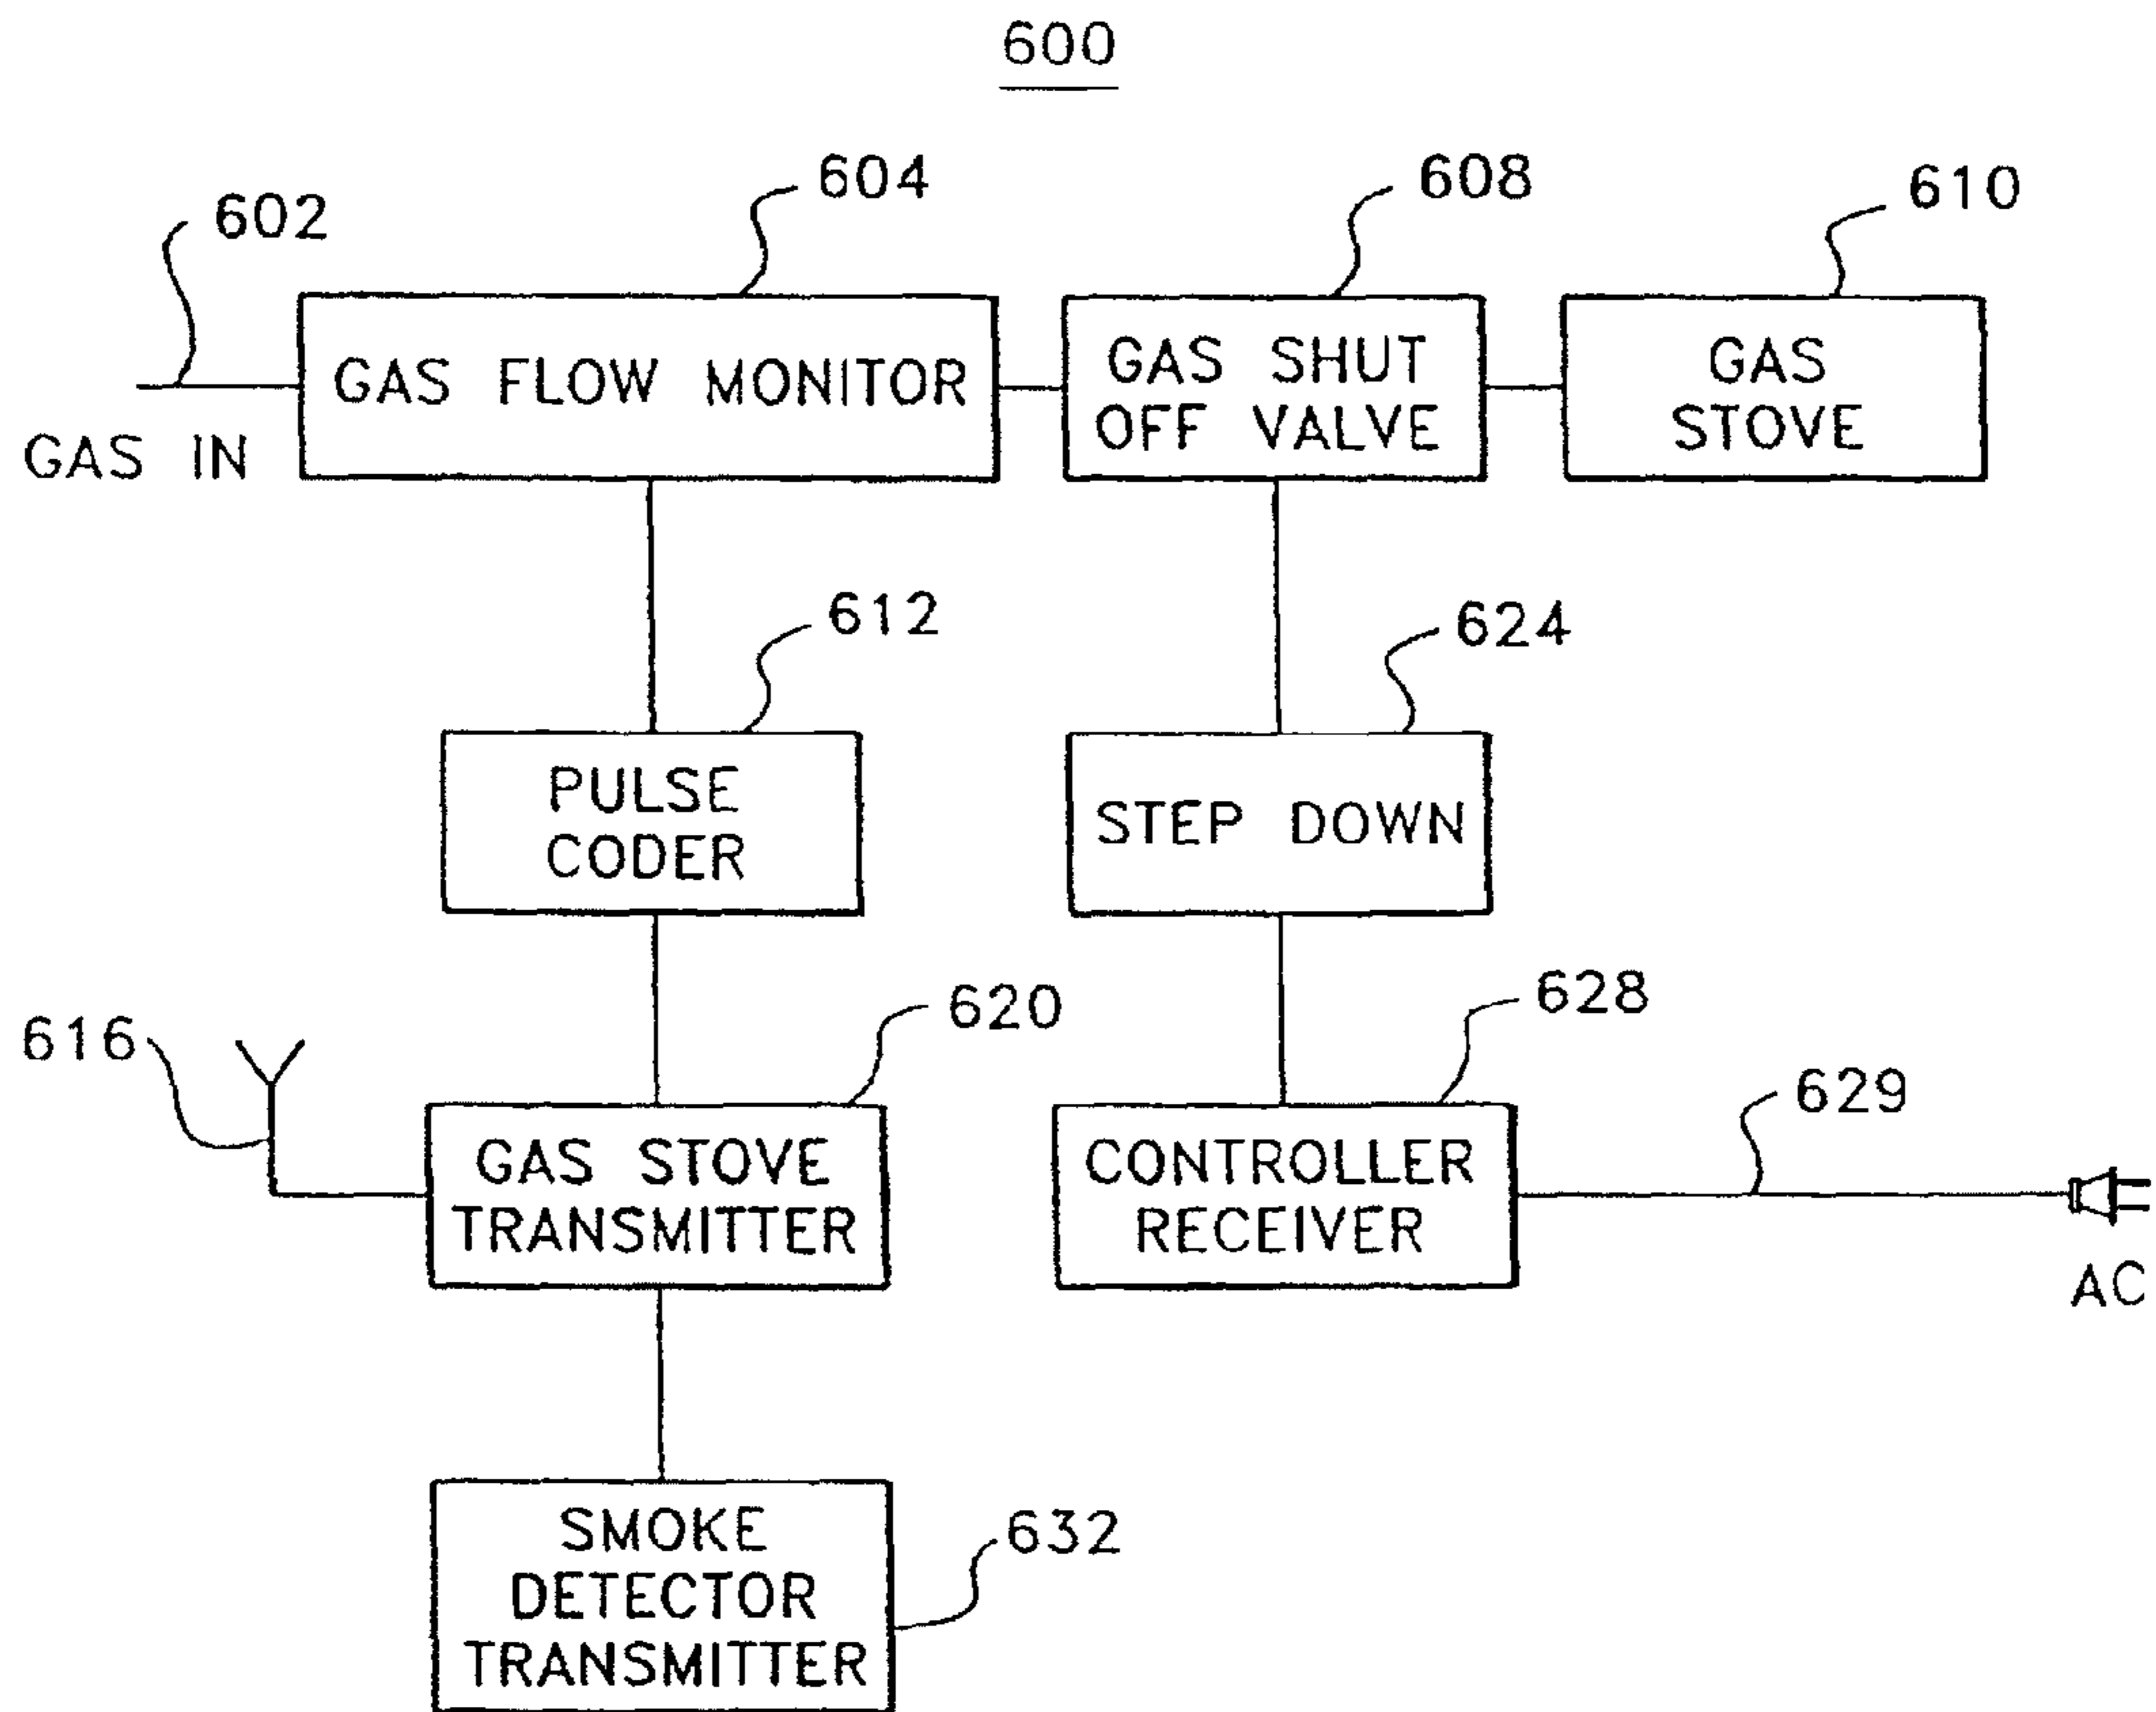 600
602
604
608
610
GAS IN
GAS FLOW MONITOR
GAS SHUT
OFF VALVE
GAS
STOVE
612
624
PULSE
CODER
STEP DOWN
616
620
628
629
GAS STOVE
TRANSMITTER
CONTROLLER
RECEIVER
AC
632
SMOKE
DETECTOR
TRANSMITTER